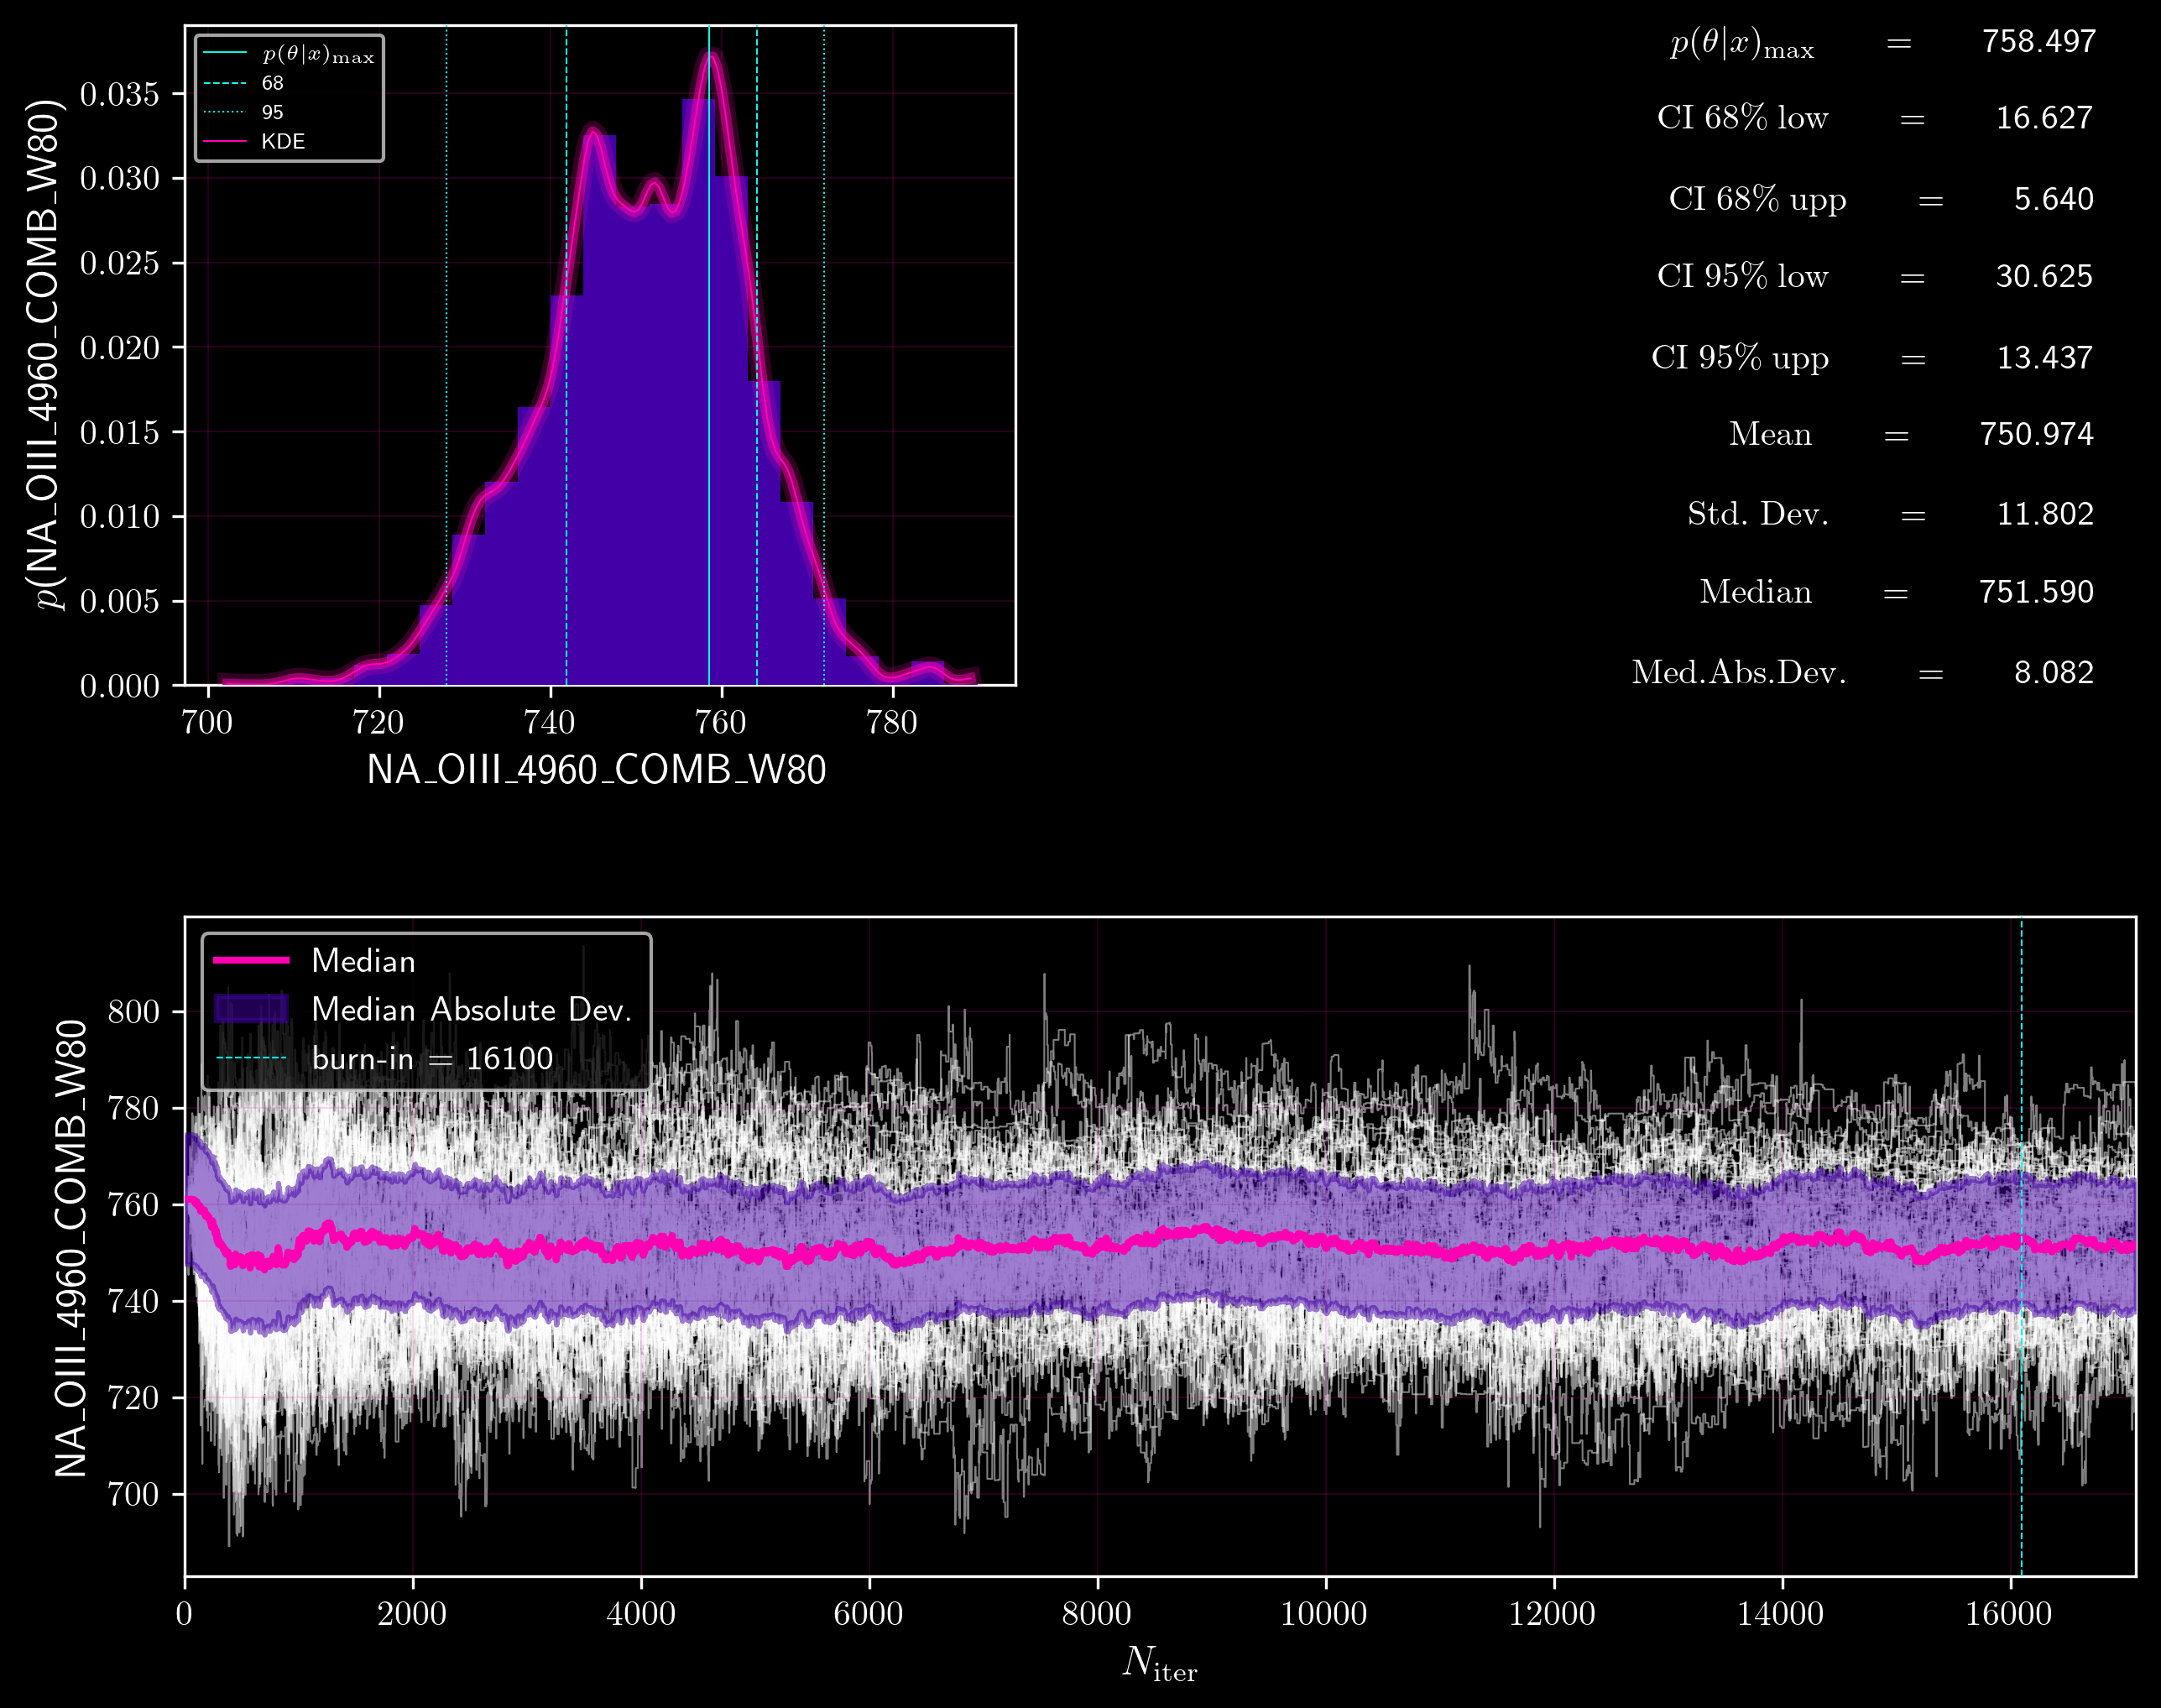 p(θ|x)max
68
95
KDE
0.035
0.030
0.025
0.020
0.015
0.010
0.005
0.000
p(NA_OIII_4960_COMB_W80)
700 720 740 760 780
NA_OIII_4960_COMB_W80
p(θ|x)max = 758.497
CI 68% low = 16.627
CI 68% upp = 5.640
CI 95% low = 30.625
CI 95% upp = 13.437
Mean = 750.974
Std. Dev. = 11.802
Median = 751.590
Med.Abs.Dev. = 8.082
Median
Median Absolute Dev.
burn-in = 16100
800
780
760
740
720
700
NA_OIII_4960_COMB_W80
0 2000 4000 6000 8000 10000 12000 14000 16000
Niter